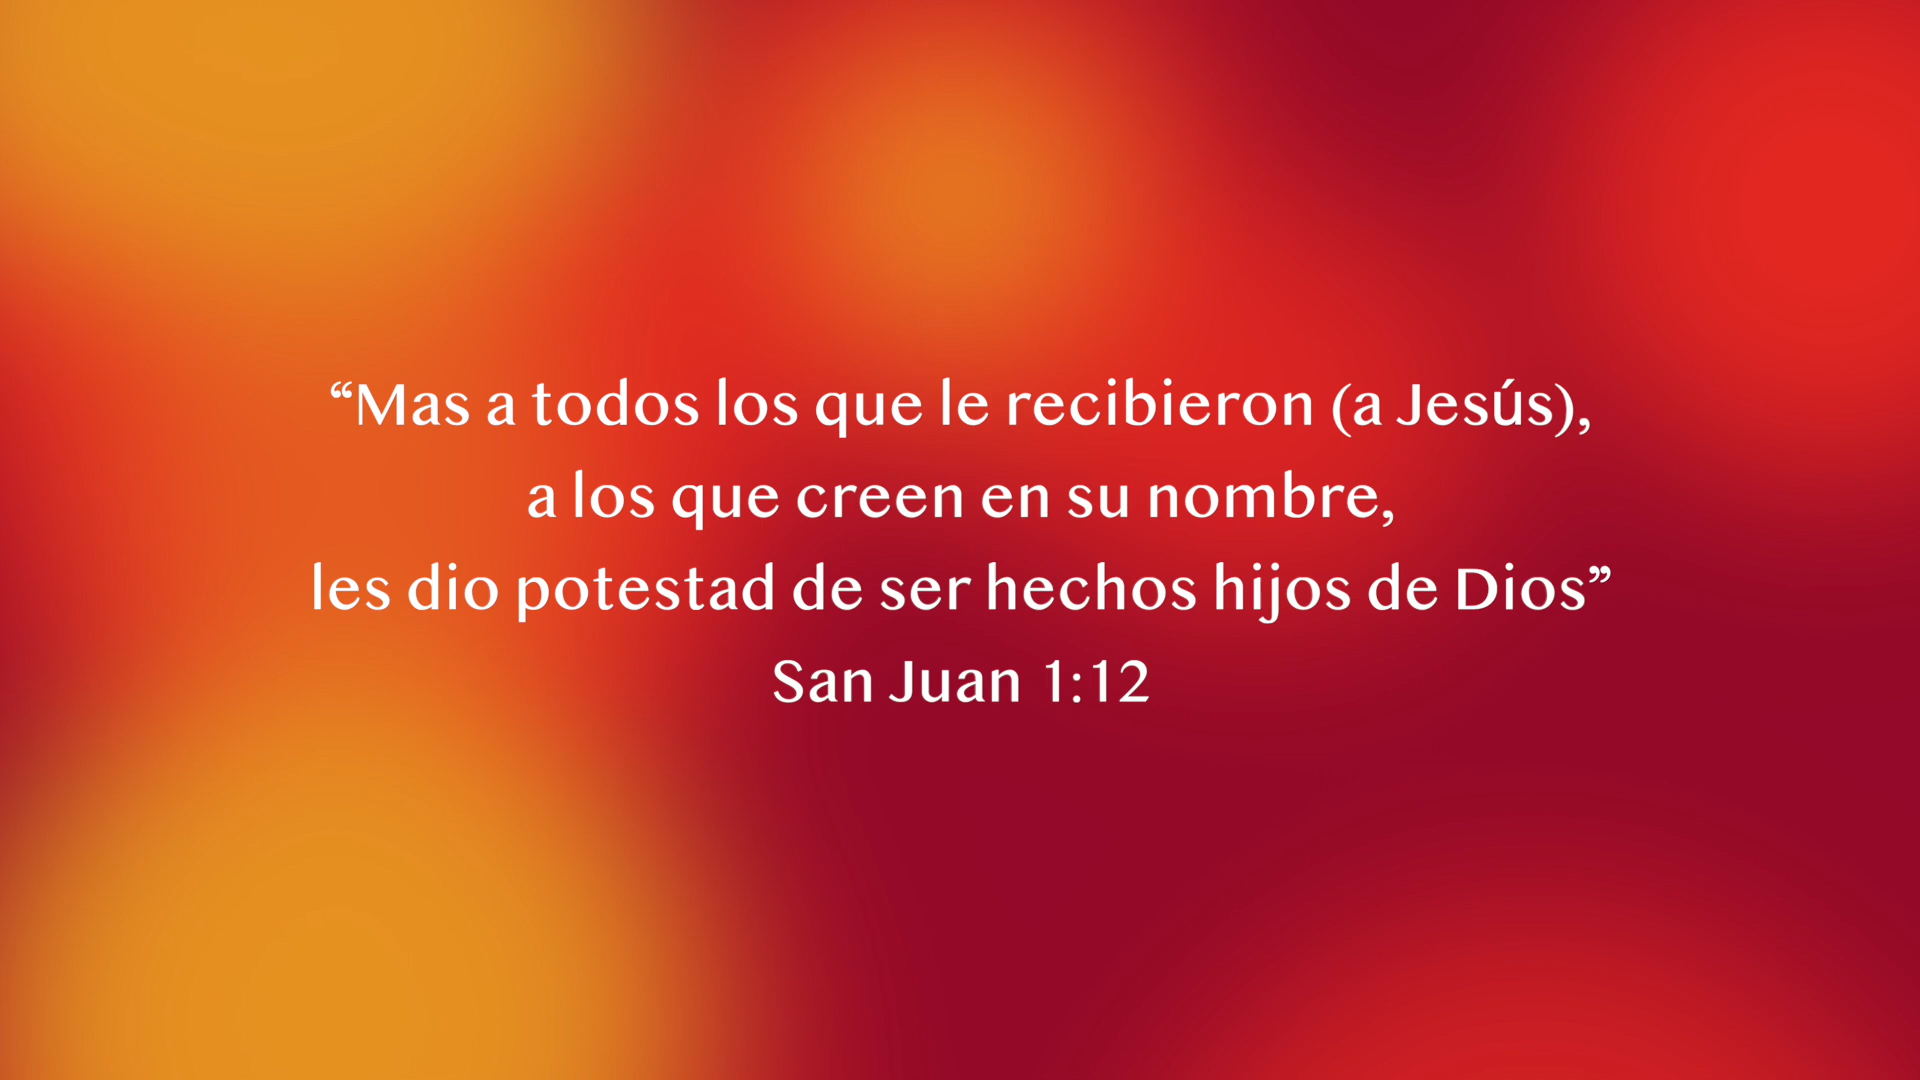 “Mas a todos los que le recibieron (a Jesús),
a los que creen en su nombre,
les dio potestad de ser hechos hijos de Dios”
San Juan 1:12